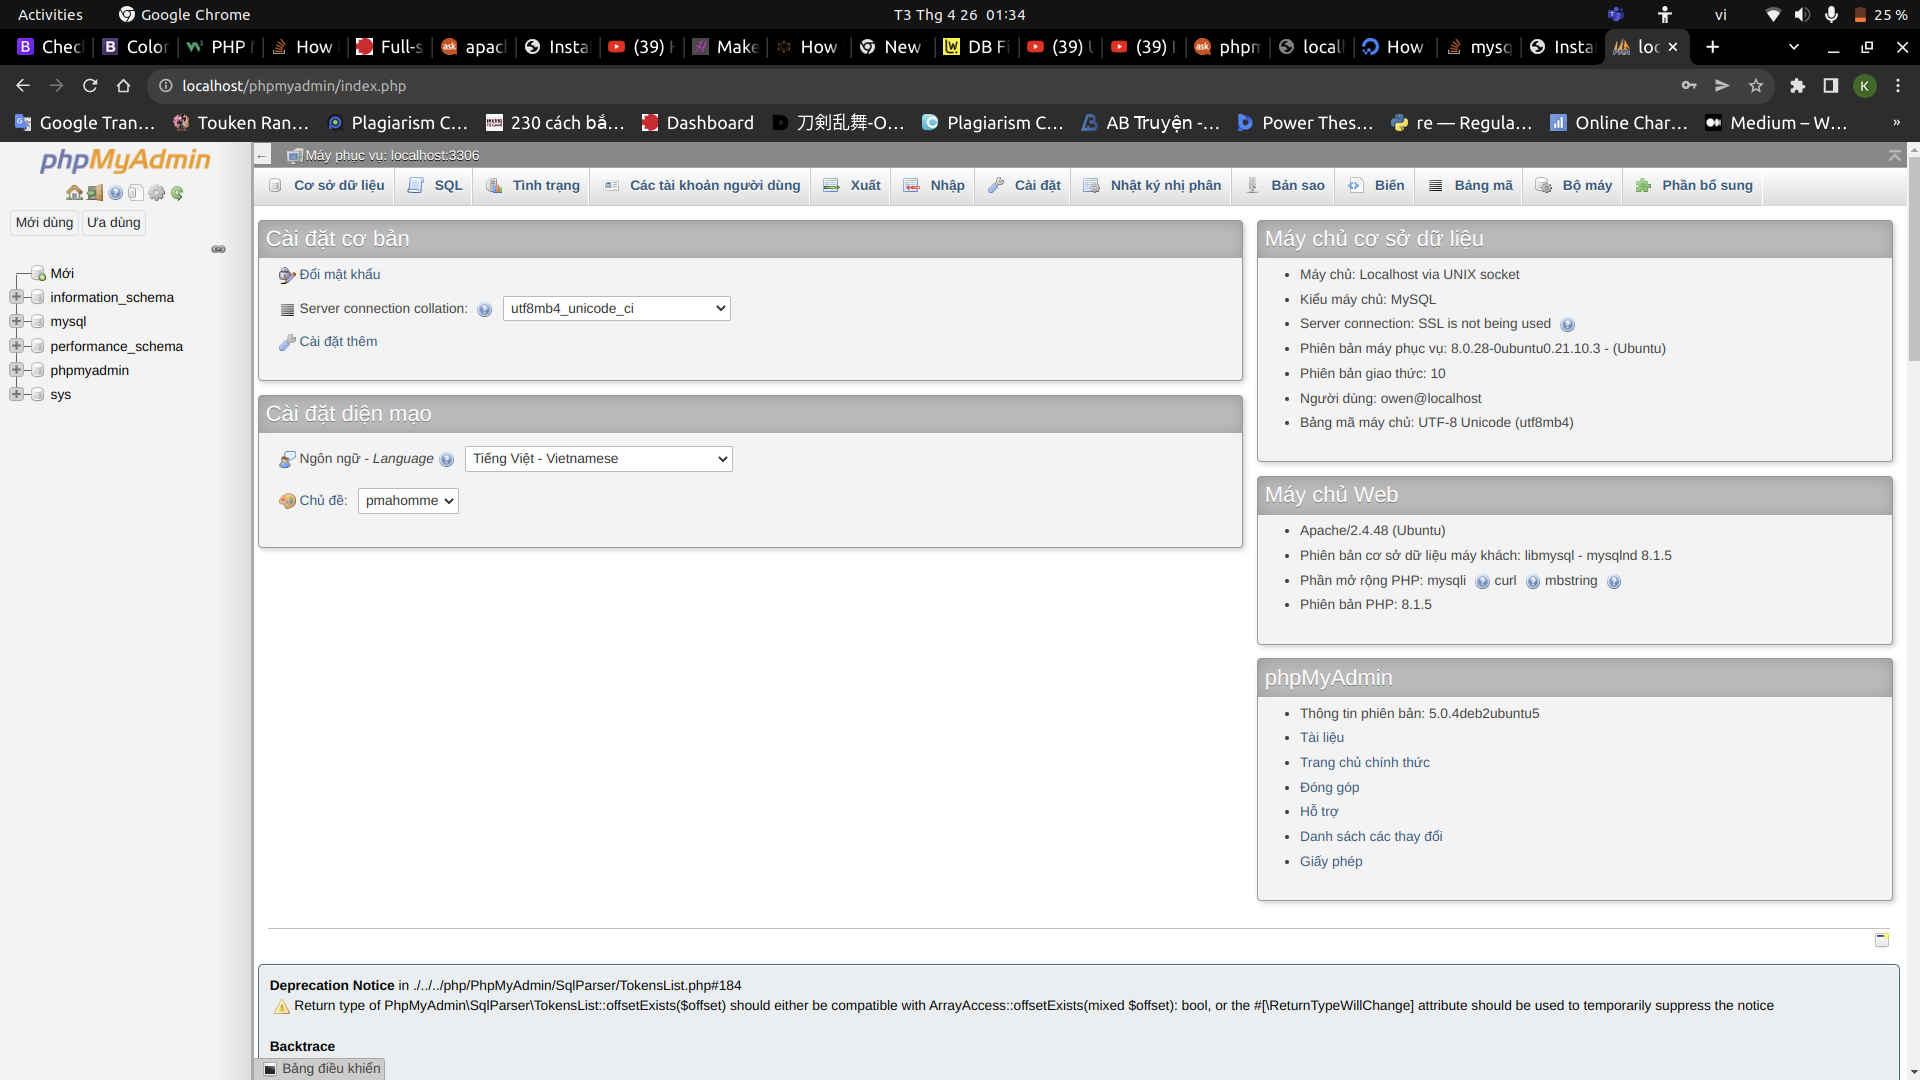 Activities
Google Chrome
T3 Thg 4 26 01:34
vi
25 %
Chec
Color
PHP
How
Full-s
apac
Insta
(39)
Make
How
New
DB Fi
(39)
(39)
phpm
local
How
mysq
Insta
loc
localhost/phpmyadmin/index.php
K
Google Tran…
Touken Ran…
Plagiarism C…
230 cách bắ…
Dashboard
刀剣乱舞-O…
Plagiarism C…
AB Truyện -…
Power Thes…
re — Regula…
Online Char…
Medium – W…
»
phpMyAdmin
Mới dùng
Ưa dùng
Mới
information_schema
mysql
performance_schema
phpmyadmin
sys
Máy phục vụ: localhost:3306
Cơ sở dữ liệu
SQL
Tình trạng
Các tài khoản người dùng
Xuất
Nhập
Cài đặt
Nhật ký nhị phân
Bản sao
Biến
Bảng mã
Bộ máy
Phần bổ sung
Cài đặt cơ bản
Đổi mật khẩu
Server connection collation:
utf8mb4_unicode_ci
Cài đặt thêm
Cài đặt diện mạo
Ngôn ngữ - Language
Tiếng Việt - Vietnamese
Chủ đề:
pmahomme
Máy chủ cơ sở dữ liệu
Máy chủ: Localhost via UNIX socket
Kiểu máy chủ: MySQL
Server connection: SSL is not being used
Phiên bản máy phục vụ: 8.0.28-0ubuntu0.21.10.3 - (Ubuntu)
Phiên bản giao thức: 10
Người dùng: owen@localhost
Bảng mã máy chủ: UTF-8 Unicode (utf8mb4)
Máy chủ Web
Apache/2.4.48 (Ubuntu)
Phiên bản cơ sở dữ liệu máy khách: libmysql - mysqlnd 8.1.5
Phần mở rộng PHP: mysqli curl mbstring
Phiên bản PHP: 8.1.5
phpMyAdmin
Thông tin phiên bản: 5.0.4deb2ubuntu5
Tài liệu
Trang chủ chính thức
Đóng góp
Hỗ trợ
Danh sách các thay đổi
Giấy phép
Deprecation Notice in ./../../php/PhpMyAdmin/SqlParser/TokensList.php#184
Return type of PhpMyAdmin\SqlParser\TokensList::offsetExists($offset) should either be compatible with ArrayAccess::offsetExists(mixed $offset): bool, or the #[\ReturnTypeWillChange] attribute should be used to temporarily suppress the notice
Backtrace
Bảng điều khiển